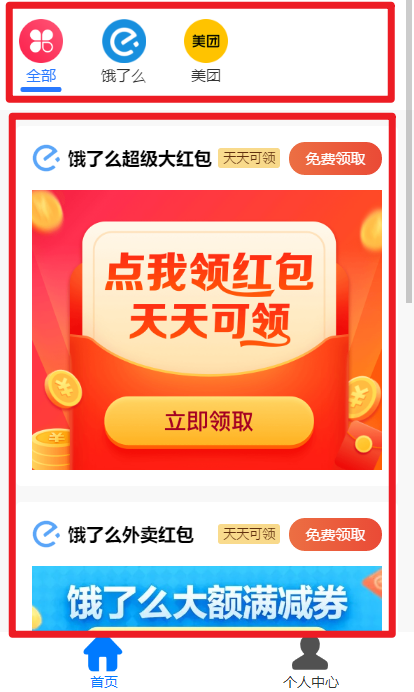 全部
饿了么
美团
美团
饿了么超级大红包
天天可领
免费领取
点我领红包
天天可领
立即领取
饿了么外卖红包
天天可领
免费领取
饿了么大额满减券
首页
个人中心